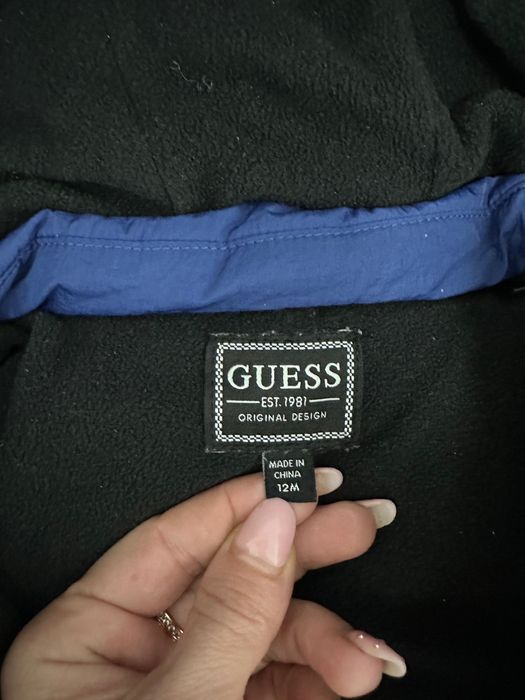 GUESS
EST. 1981
ORIGINAL DESIGN
MADE IN
CHINA
12M